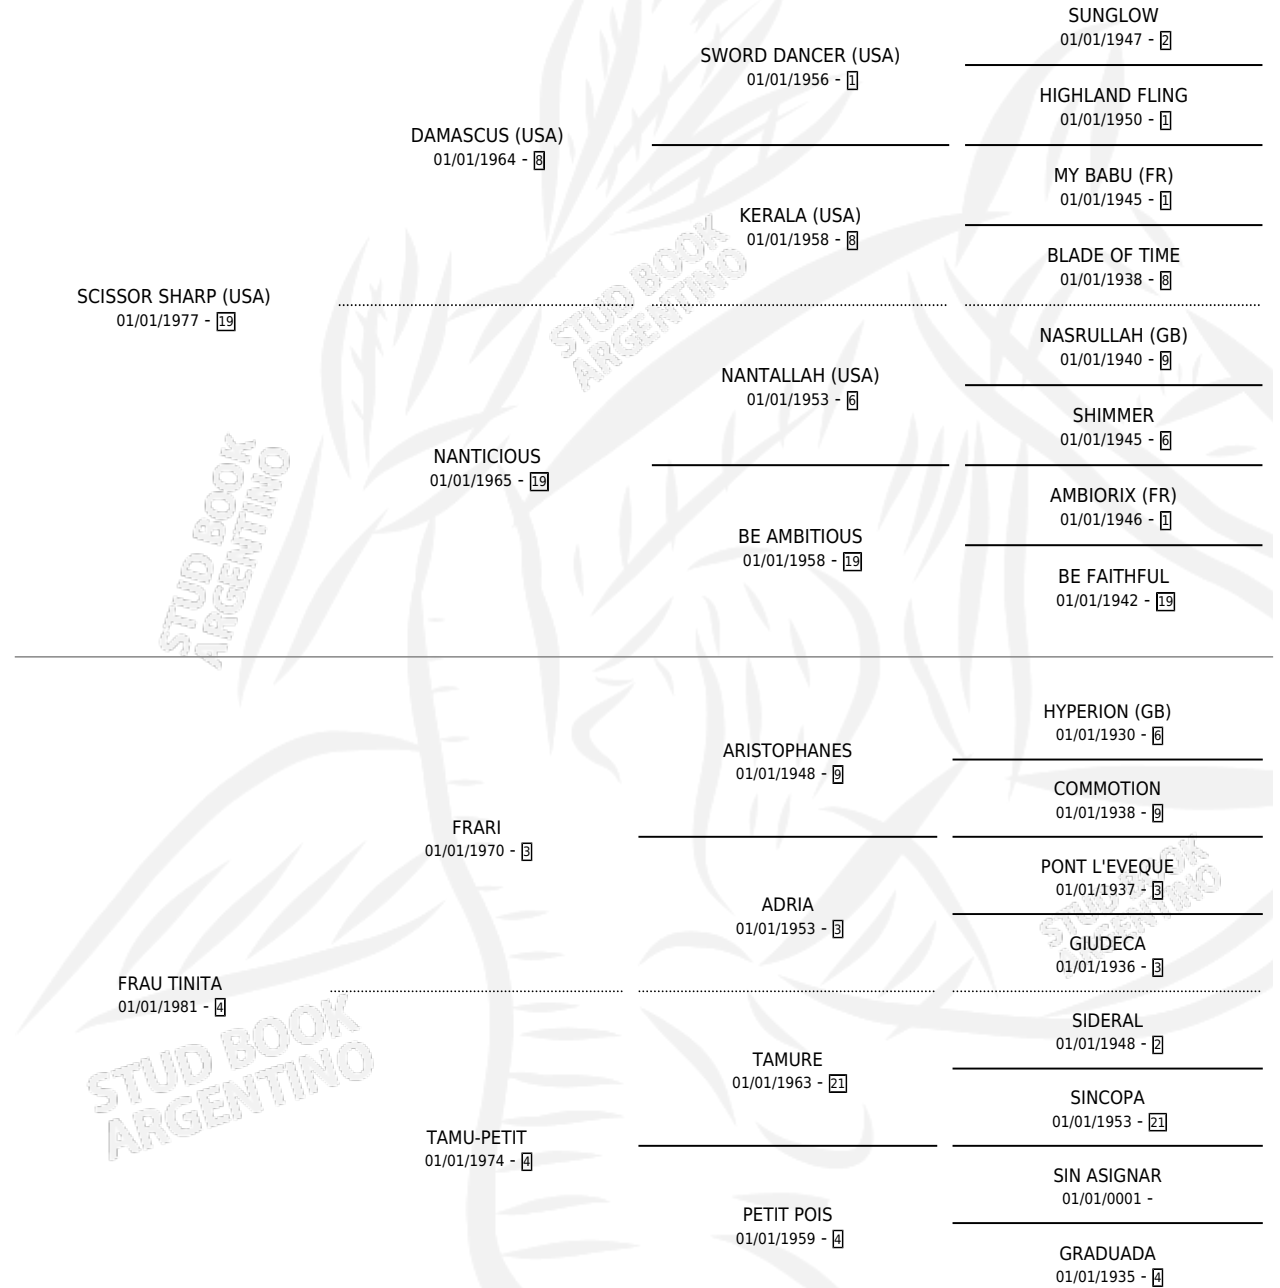 SUNGLOW
01/01/1947 - 2
SWORD DANCER (USA)
01/01/1956 - 1
HIGHLAND FLING
01/01/1950 - 1
DAMASCUS (USA)
01/01/1964 - 8
MY BABU (FR)
01/01/1945 - 1
KERALA (USA)
01/01/1958 - 8
BLADE OF TIME
01/01/1938 - 8
SCISSOR SHARP (USA)
01/01/1977 - 19
STUD BOOK
ARGENTINO
NASRULLAH (GB)
01/01/1940 - 9
NANTALLAH (USA)
01/01/1953 - 6
SHIMMER
01/01/1945 - 6
NANTICIOUS
01/01/1965 - 19
AMBIORIX (FR)
01/01/1946 - 1
BE AMBITIOUS
01/01/1958 - 19
BE FAITHFUL
01/01/1942 - 19
STUD BOOK
ARGENTINO
HYPERION (GB)
01/01/1930 - 6
ARISTOPHANES
01/01/1948 - 9
COMMOTION
01/01/1938 - 9
FRARI
01/01/1970 - 3
PONT L'EVEQUE
01/01/1937 - 3
ADRIA
01/01/1953 - 3
GIUDECA
01/01/1936 - 3
STUD BOOK
ARGENTINO
FRAU TINITA
01/01/1981 - 4
SIDERAL
01/01/1948 - 2
TAMURE
01/01/1963 - 21
SINCOPA
01/01/1953 - 21
STUD BOOK
ARGENTINO
TAMU-PETIT
01/01/1974 - 4
SIN ASIGNAR
01/01/0001 -
PETIT POIS
01/01/1959 - 4
GRADUADA
01/01/1935 - 4